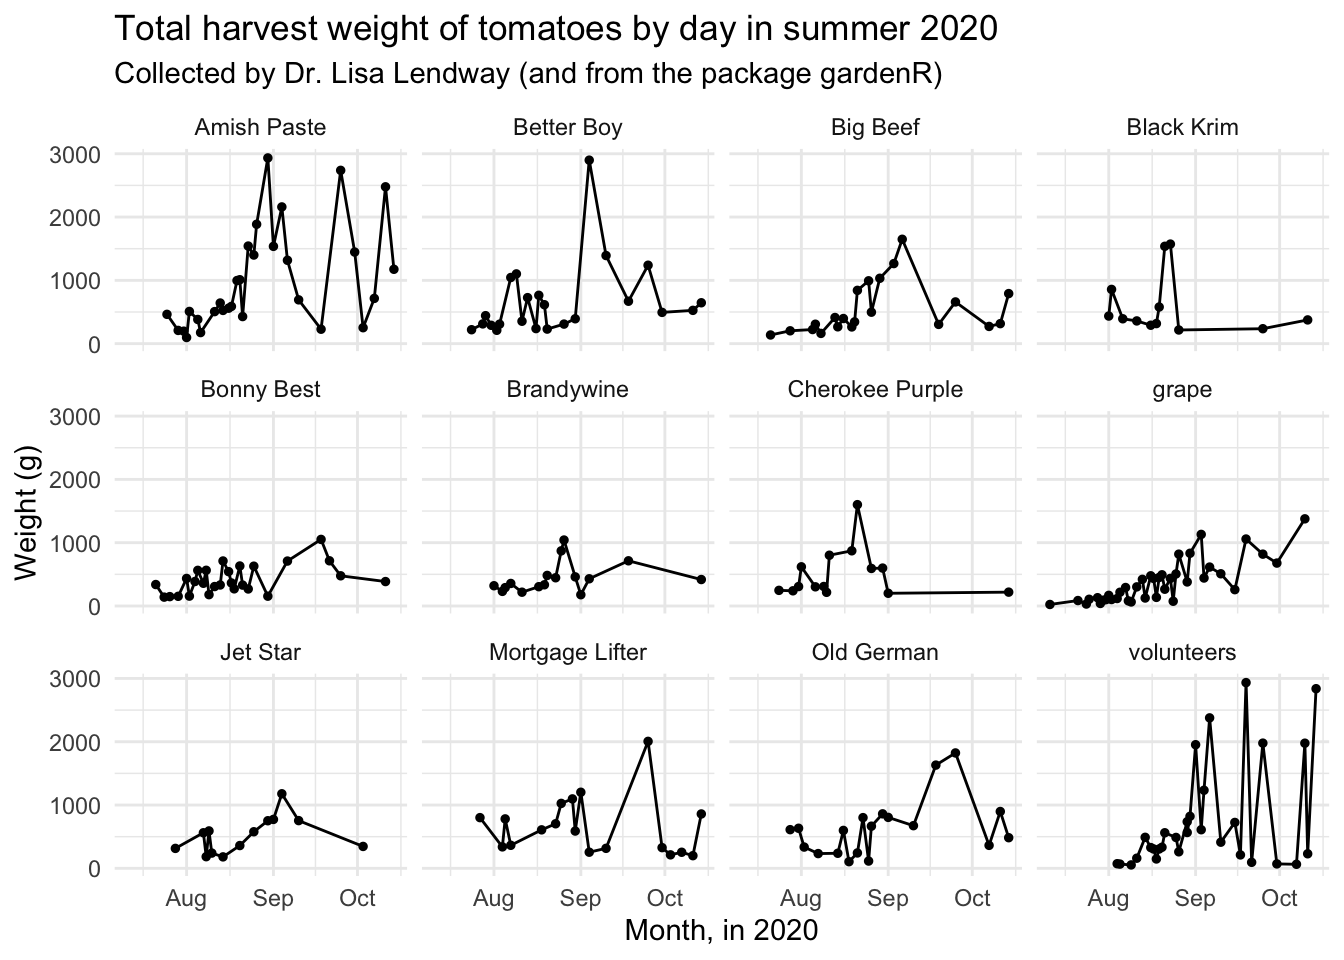 Total harvest weight of tomatoes by day in summer 2020
Collected by Dr. Lisa Lendway (and from the package gardenR)
Amish Paste Better Boy Big Beef Black Krim
3000
2000
1000
0
Bonny Best Brandywine Cherokee Purple grape
3000
2000
1000
0
Weight (g)
Jet Star Mortgage Lifter Old German volunteers
3000
2000
1000
0
Aug Sep Oct Aug Sep Oct Aug Sep Oct Aug Sep Oct
Month, in 2020